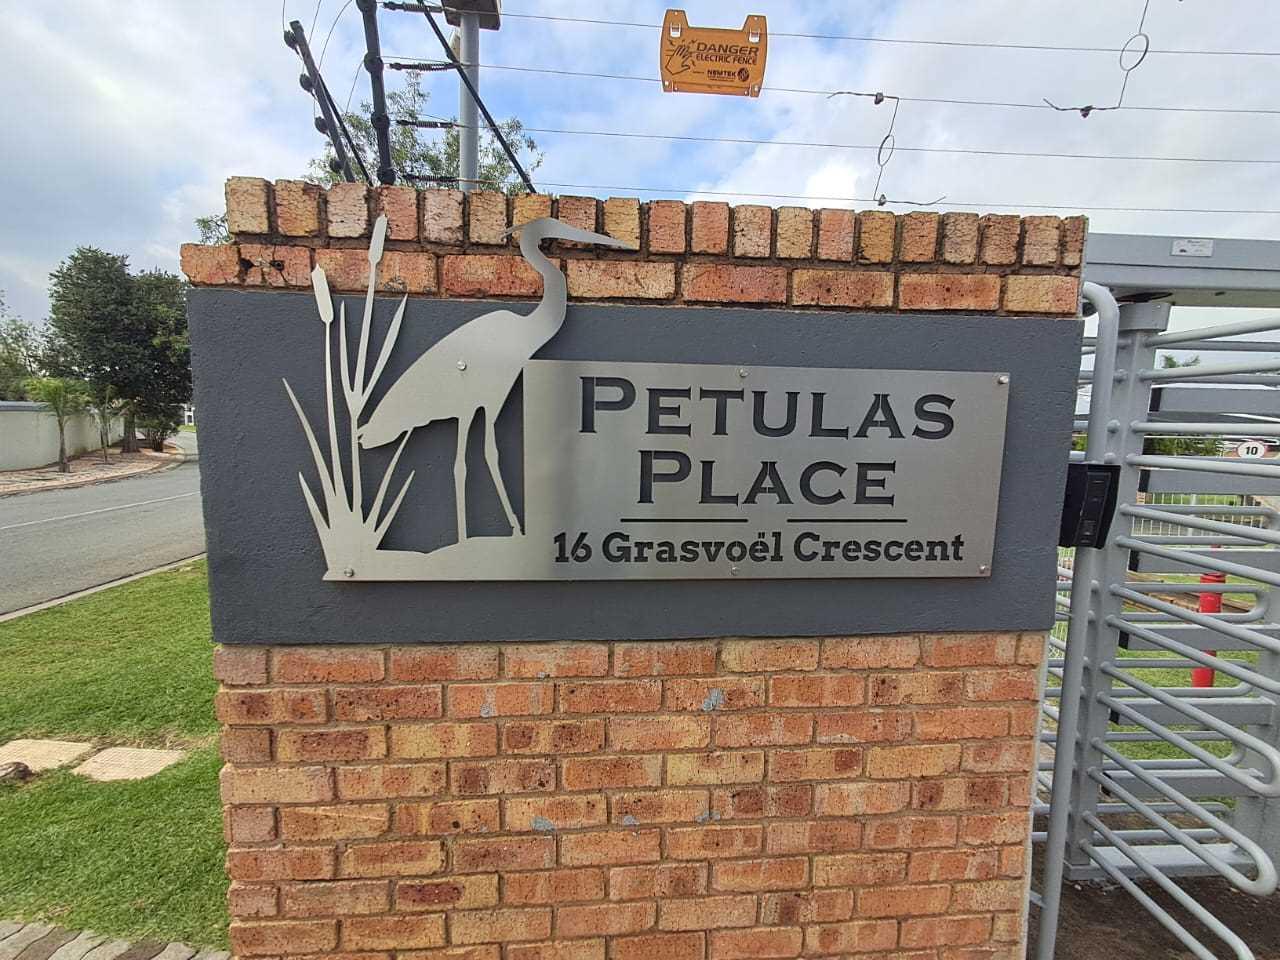 DANGER
ELECTRIC FENCE
NEMTEK
PETULAS
PLACE
16 Grasvoël Crescent
10